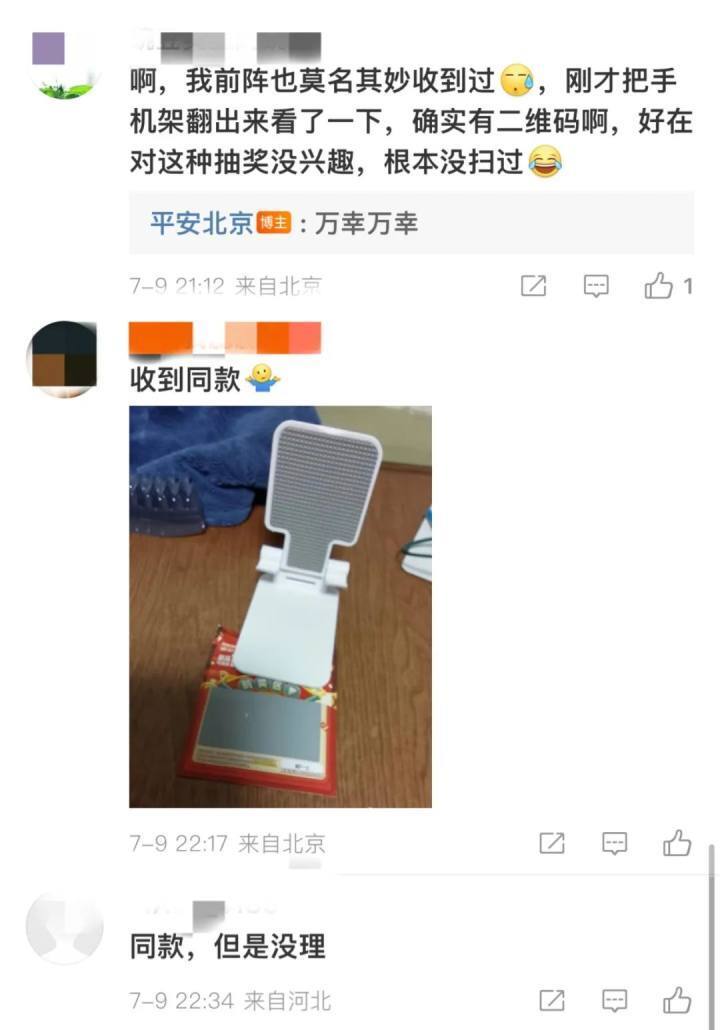 啊，我前阵也莫名其妙收到过😥，刚才把手
机架翻出来看了一下，确实有二维码啊，好在
对这种抽奖没兴趣，根本没扫过😂
平安北京 博主：万幸万幸
7-9 21:12 来自北京
1
收到同款🤷
7-9 22:17 来自北京
同款，但是没理
7-9 22:34 来自河北